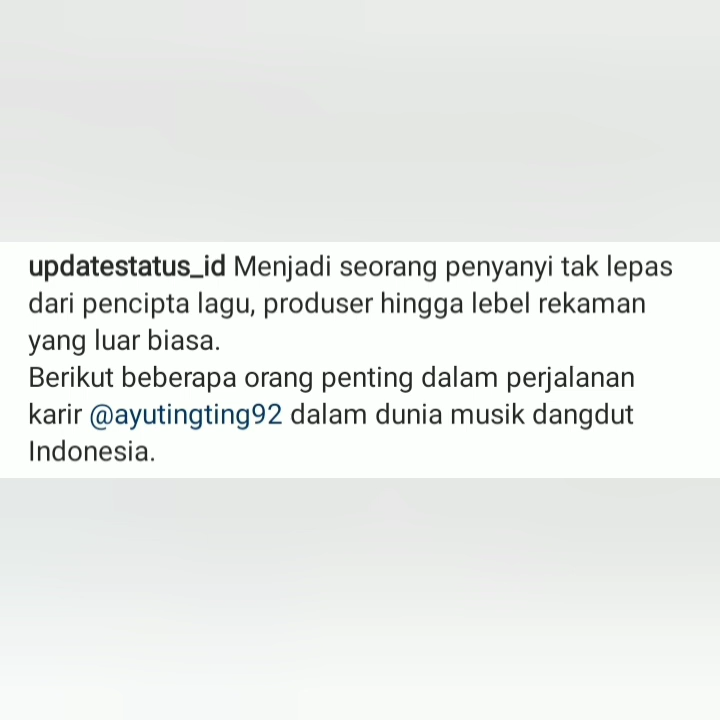 updatestatus_id Menjadi seorang penyanyi tak lepas
dari pencipta lagu, produser hingga lebel rekaman
yang luar biasa.
Berikut beberapa orang penting dalam perjalanan
karir @ayutingting92 dalam dunia musik dangdut
Indonesia.